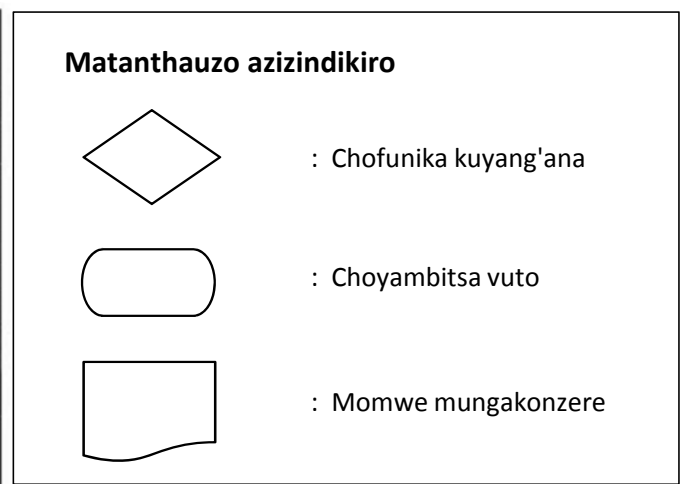 Matanthauzo azizindikiro
: Chofunika kuyang'ana
: Choyambitsa vuto
: Momwe mungakonzere